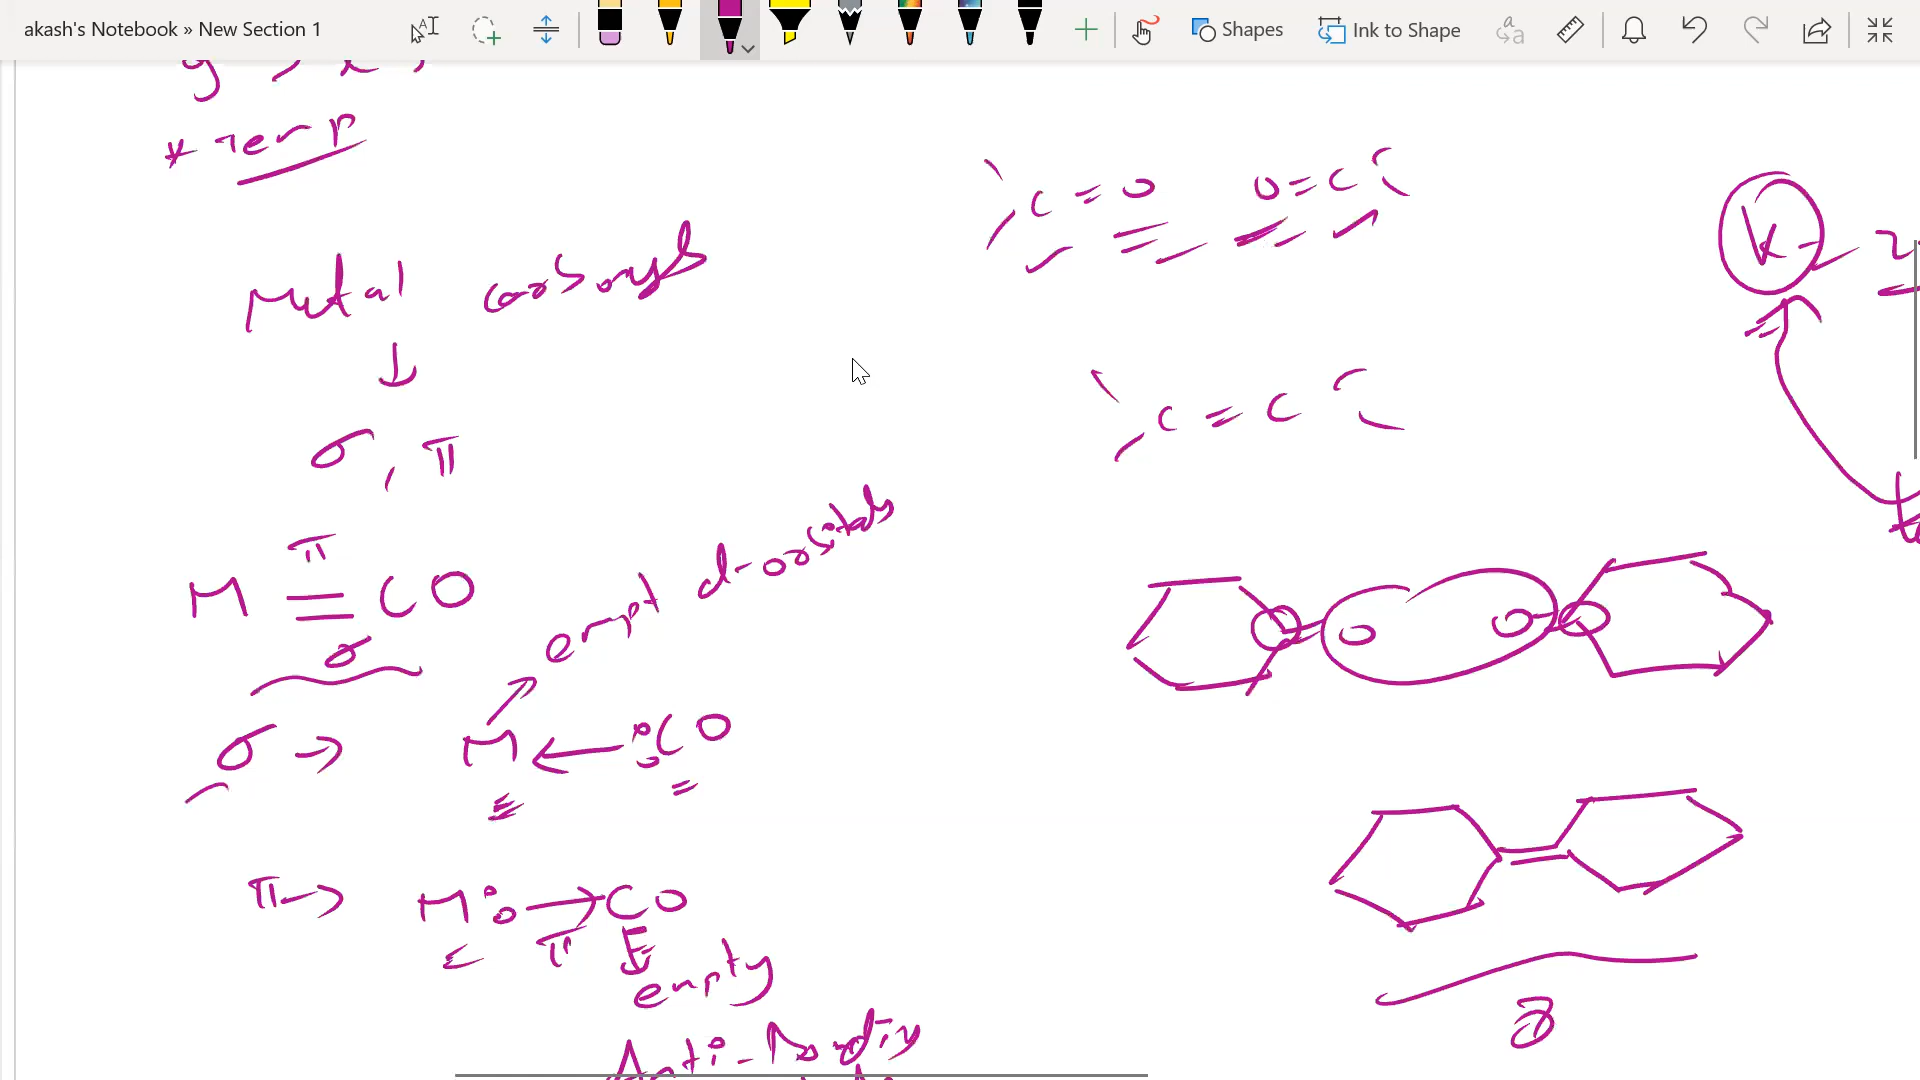 akash's Notebook » New Section 1
Shapes
Ink to Shape
* Temp
C = O O = C
K -
Metal carbonyls
↓
σ, π
C = C
π
M = CO
σ
empt d-orbitals
O O
σ → M ← :CO
π → M : → CO
π
empty
Anti-Bonding